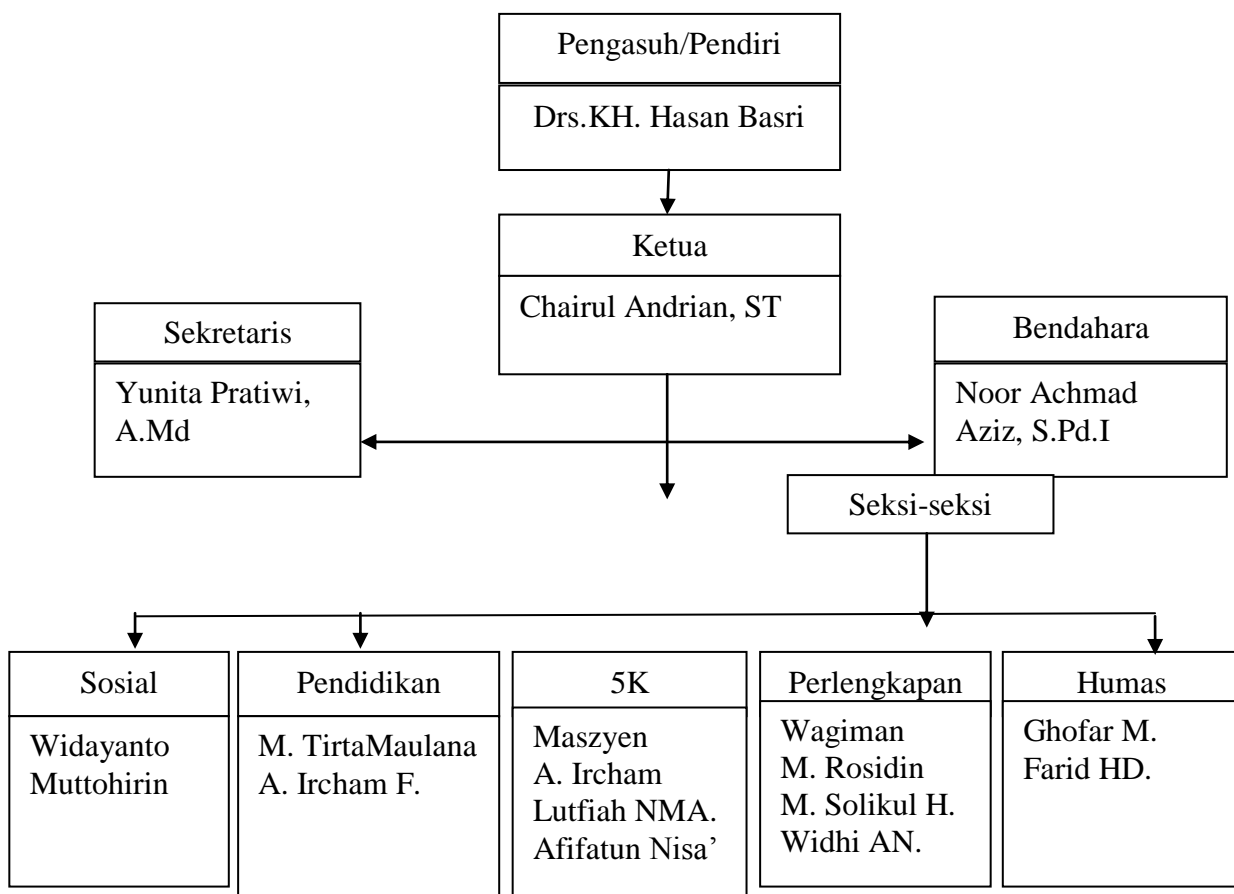 Pengasuh/Pendiri
Drs.KH. Hasan Basri
Ketua
Chairul Andrian, ST
Sekretaris
Yunita Pratiwi,
A.Md
Bendahara
Noor Achmad
Aziz, S.Pd.I
Seksi-seksi
Sosial
Widayanto
Muttohirin
Pendidikan
M. TirtaMaulana
A. Ircham F.
5K
Maszyen
A. Ircham
Lutfiah NMA.
Afifatun Nisa’
Perlengkapan
Wagiman
M. Rosidin
M. Solikul H.
Widhi AN.
Humas
Ghofar M.
Farid HD.